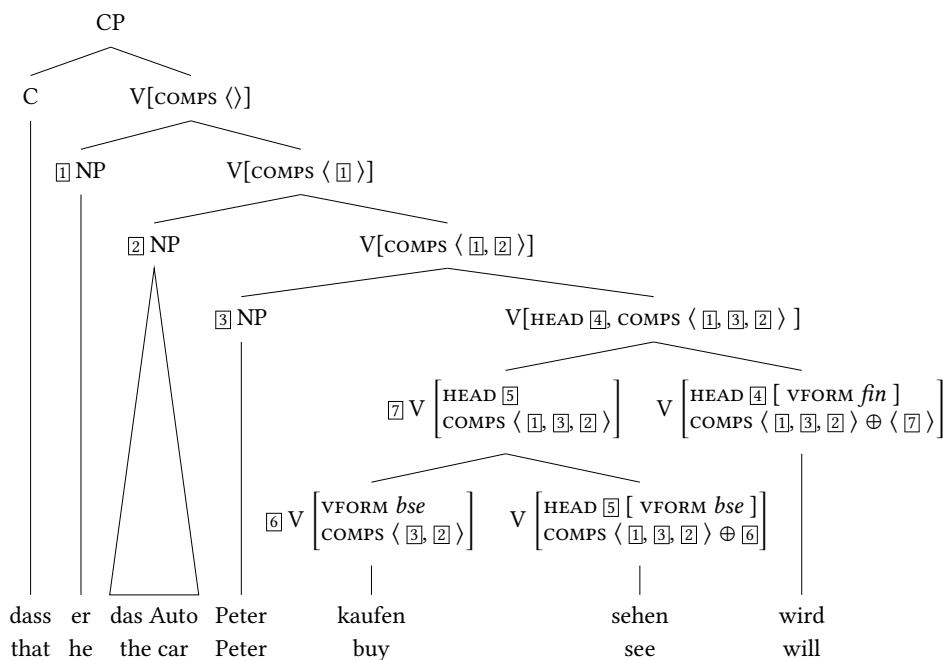 CP
C V[COMPS ⟨⟩]
1 NP V[COMPS ⟨ 1 ⟩]
2 NP V[COMPS ⟨ 1, 2 ⟩]
3 NP V[HEAD 4, COMPS ⟨ 1, 3, 2 ⟩ ]
7 V [HEAD 5 V [HEAD 4 [ VFORM fin ]
COMPS ⟨ 1, 3, 2 ⟩] COMPS ⟨ 1, 3, 2 ⟩ ⊕ ⟨ 7 ⟩]
6 V [VFORM bse V [HEAD 5 [ VFORM bse ]
COMPS ⟨ 3, 2 ⟩] COMPS ⟨ 1, 3, 2 ⟩ ⊕ 6]
dass er das Auto Peter kaufen sehen wird
that he the car Peter buy see will